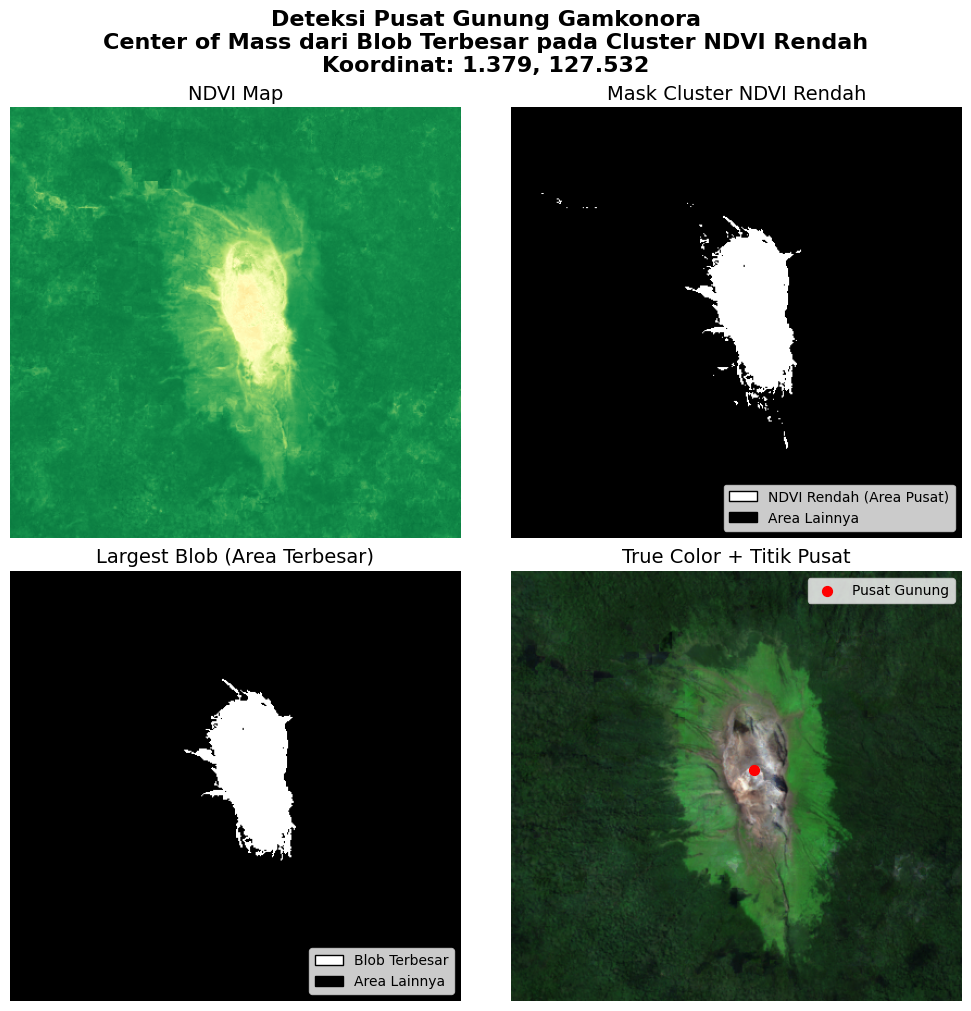 Deteksi Pusat Gunung Gamkonora
Center of Mass dari Blob Terbesar pada Cluster NDVI Rendah
Koordinat: 1.379, 127.532
NDVI Map
Mask Cluster NDVI Rendah
NDVI Rendah (Area Pusat)
Area Lainnya
Largest Blob (Area Terbesar)
Blob Terbesar
Area Lainnya
True Color + Titik Pusat
Pusat Gunung